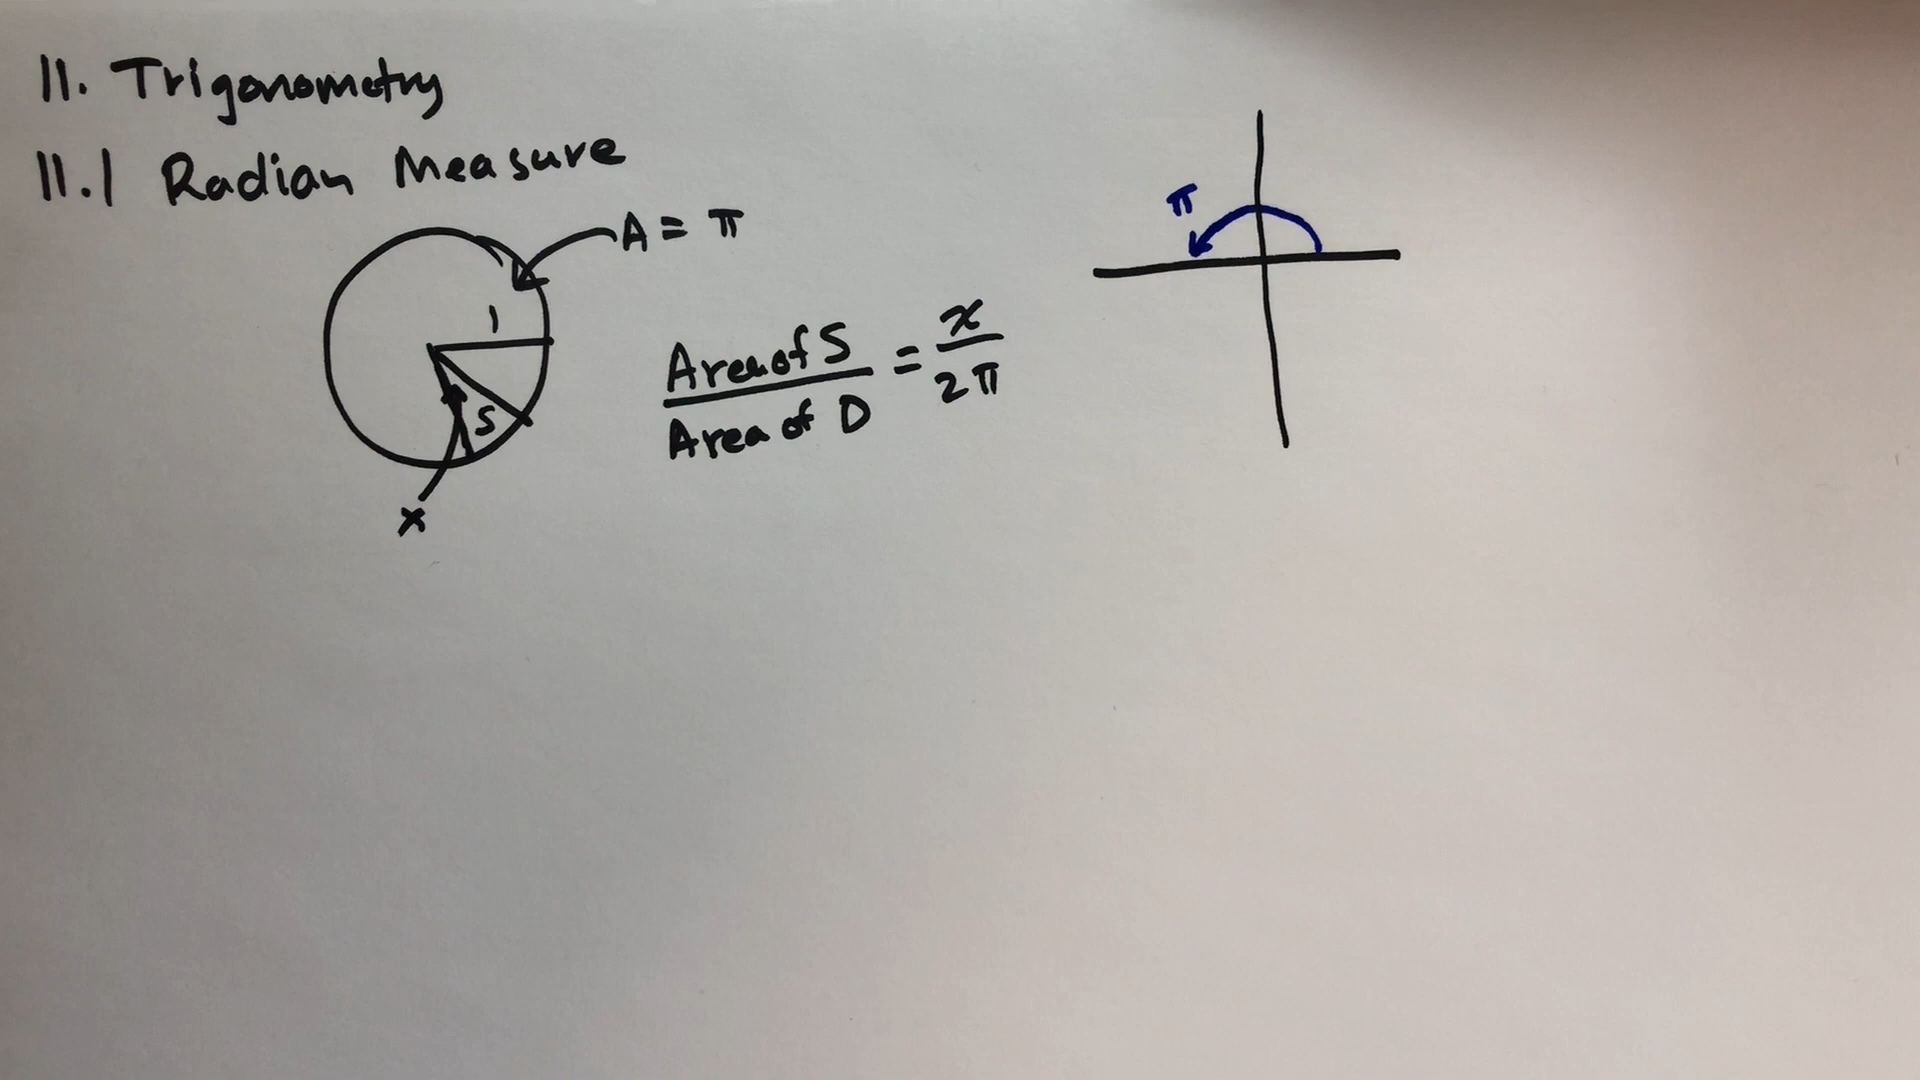 11. Trigonometry
11.1 Radian Measure
A = π
1
S
x
Area of S / Area of D = x / 2π
π